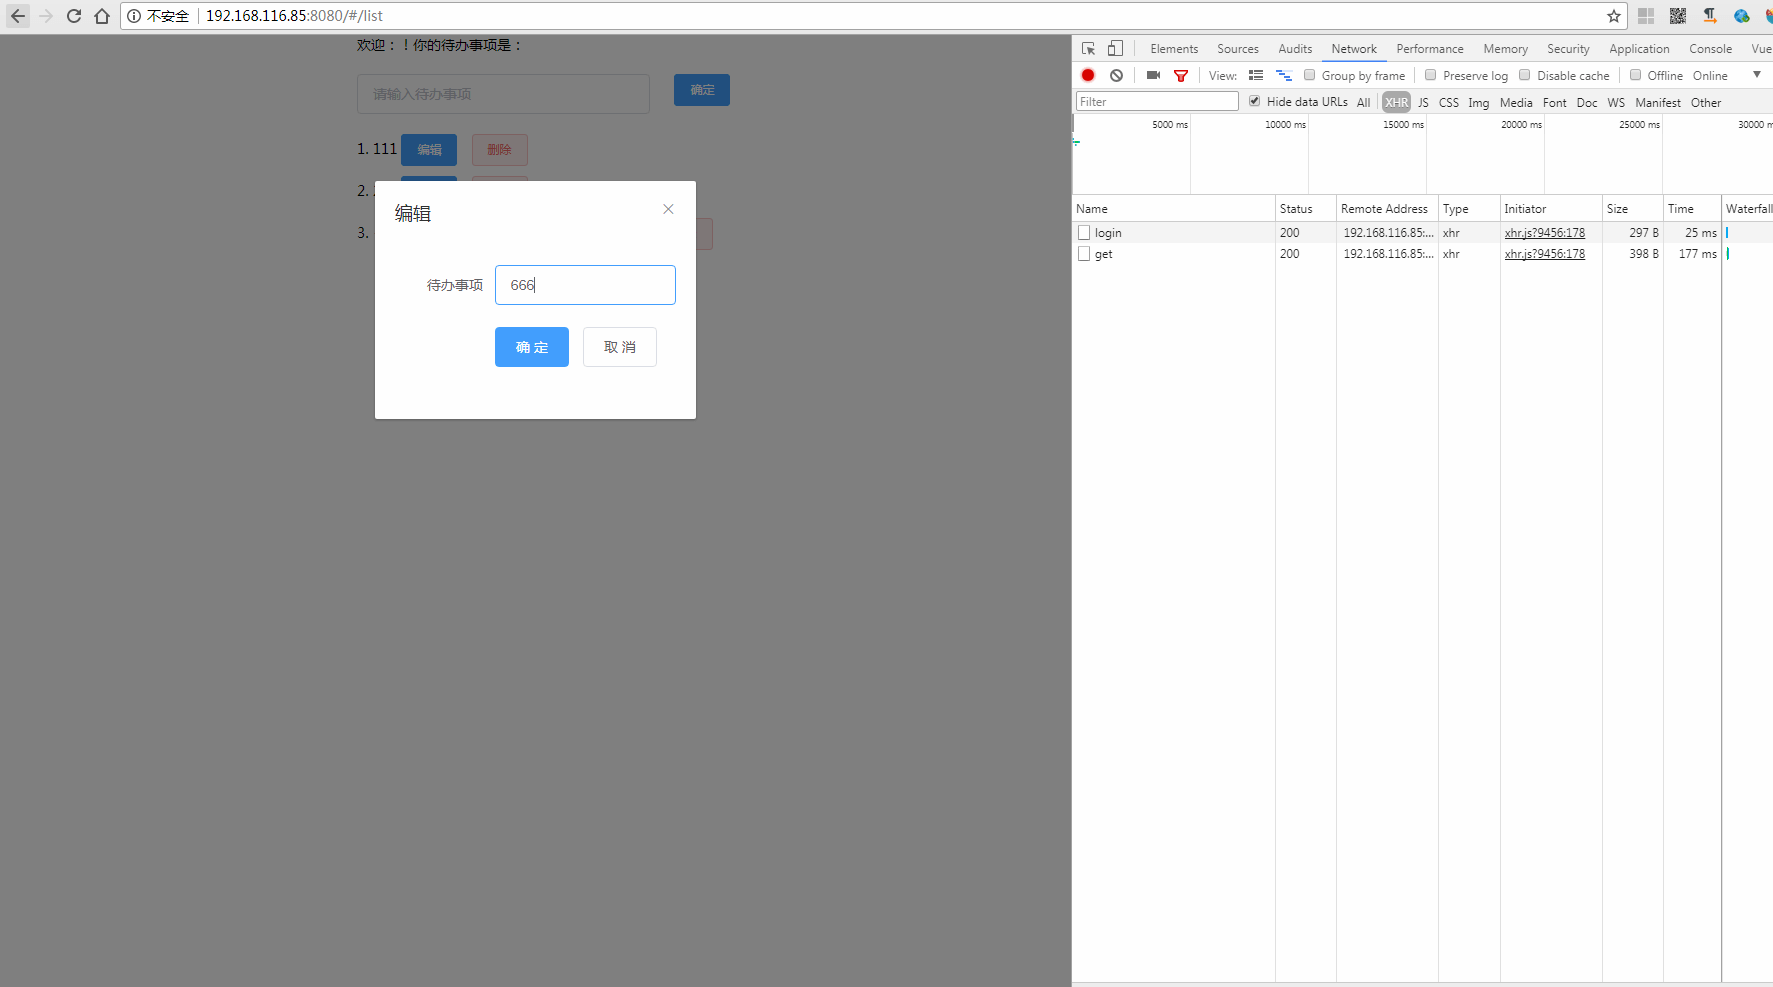 不安全 192.168.116.85:8080/#/list
欢迎：！你的待办事项是：
请输入待办事项 确定
1. 111 编辑 删除
2.
3.
编辑
待办事项 666
确 定 取 消
Elements Sources Audits Network Performance Memory Security Application Console Vue
View: Group by frame Preserve log Disable cache Offline Online
Filter Hide data URLs All XHR JS CSS Img Media Font Doc WS Manifest Other
5000 ms 10000 ms 15000 ms 20000 ms 25000 ms 30000 m
Name Status Remote Address Type Initiator Size Time Waterfall
login 200 192.168.116.85:... xhr xhr.js?9456:178 297 B 25 ms
get 200 192.168.116.85:... xhr xhr.js?9456:178 398 B 177 ms